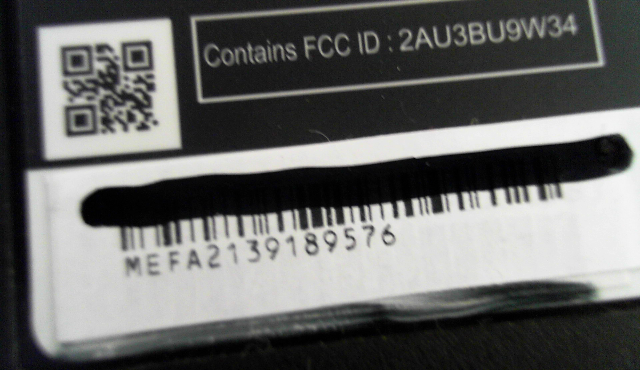 Contains FCC ID : 2AU3BU9W34
MEFA2139189576